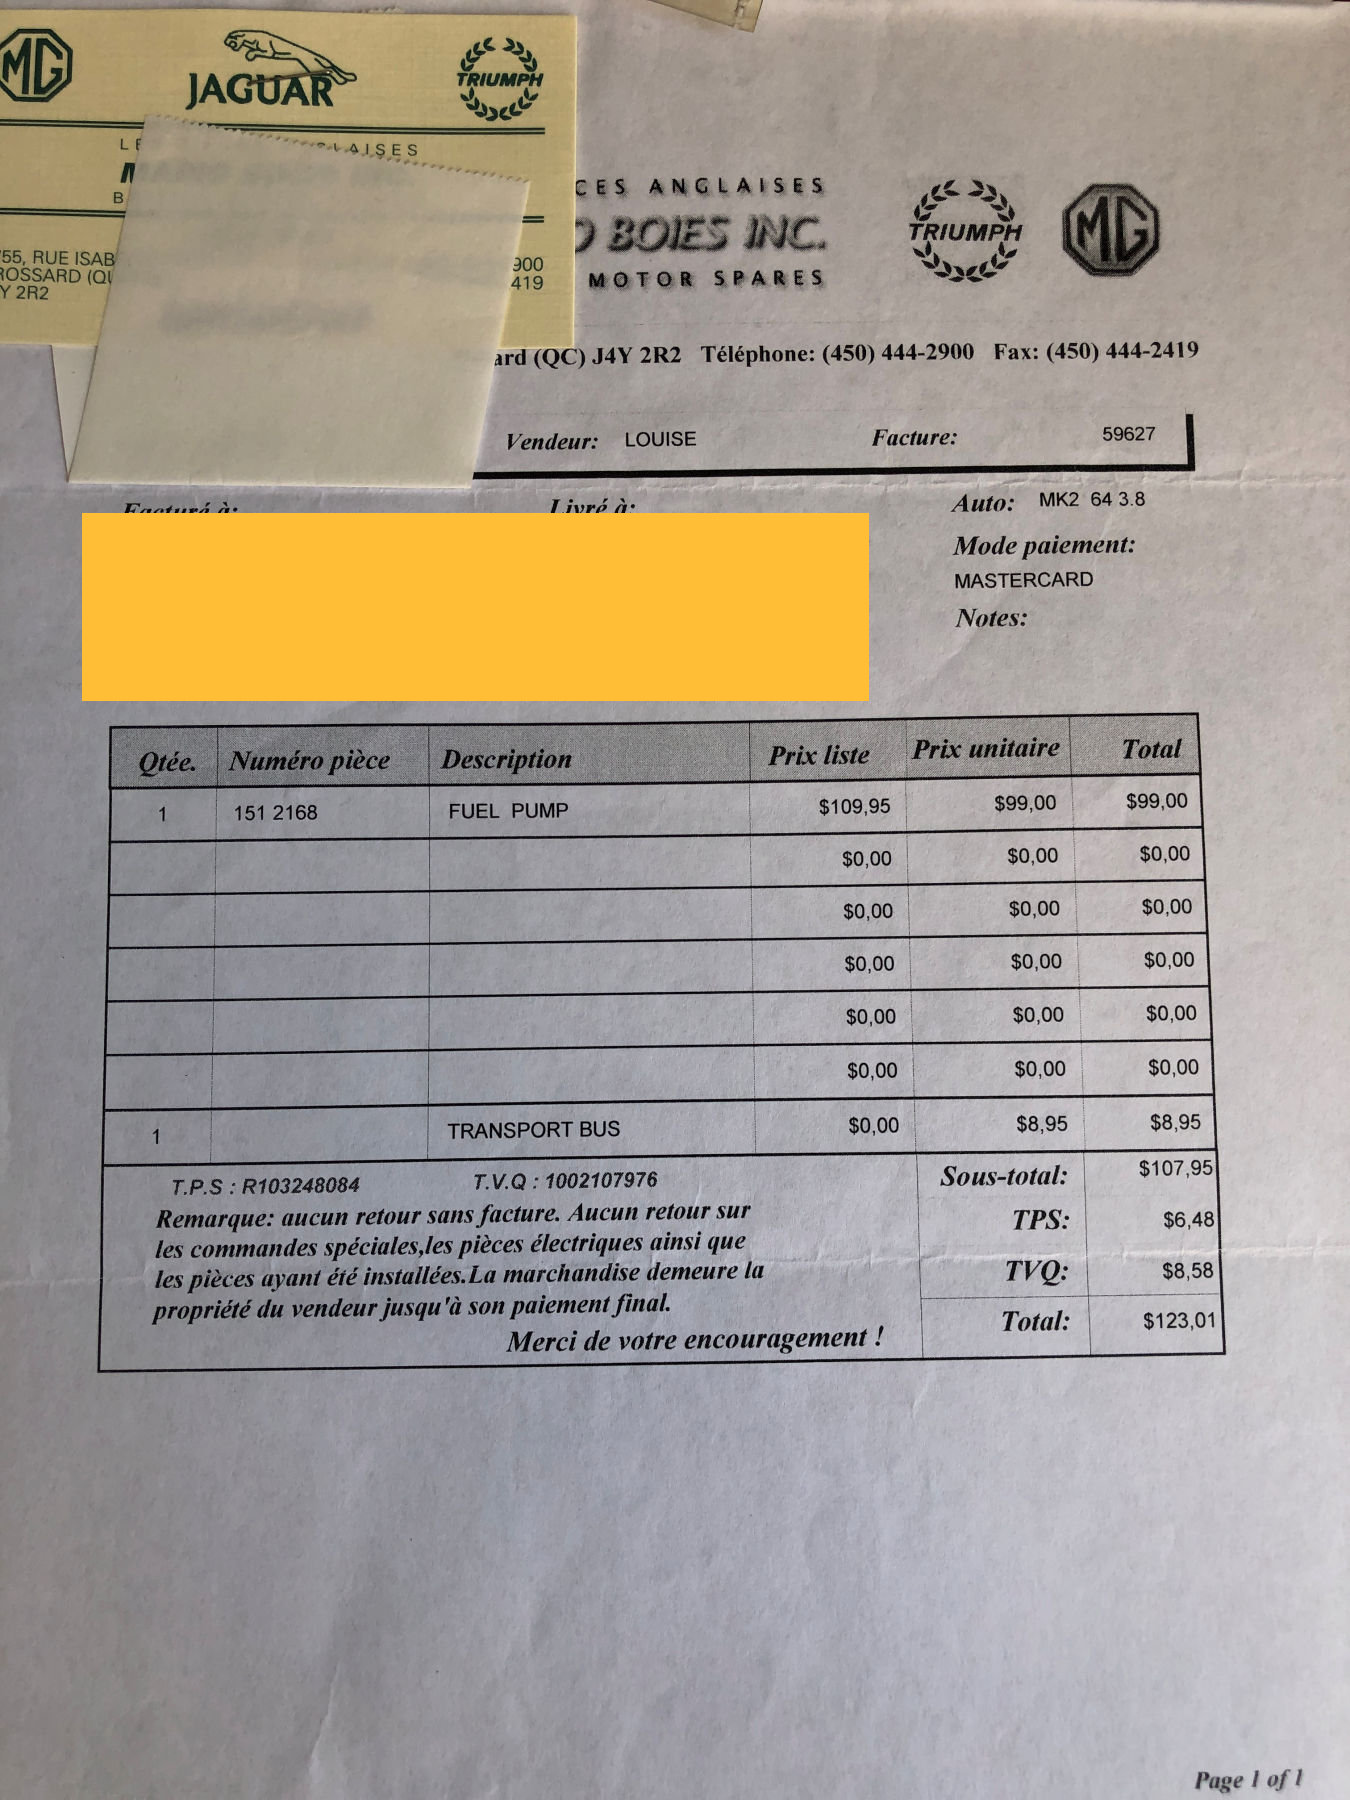 MG
JAGUAR
TRIUMPH
AISES
55, RUE ISAB
ROSSARD (QU
Y 2R2
900
419
CES ANGLAISES
O BOIES INC.
MOTOR SPARES
TRIUMPH
MG
ard (QC) J4Y 2R2 Téléphone: (450) 444-2900 Fax: (450) 444-2419
Vendeur: LOUISE Facture: 59627
Facturé à: Livré à: Auto: MK2 64 3.8
Mode paiement:
MASTERCARD
Notes:
Qtée. Numéro pièce Description Prix liste Prix unitaire Total
1 151 2168 FUEL PUMP $109,95 $99,00 $99,00
$0,00 $0,00 $0,00
$0,00 $0,00 $0,00
$0,00 $0,00 $0,00
$0,00 $0,00 $0,00
$0,00 $0,00 $0,00
1 TRANSPORT BUS $0,00 $8,95 $8,95
T.P.S : R103248084 T.V.Q : 1002107976 Sous-total: $107,95
Remarque: aucun retour sans facture. Aucun retour sur TPS: $6,48
les commandes spéciales,les pièces électriques ainsi que
les pièces ayant été installées.La marchandise demeure la TVQ: $8,58
propriété du vendeur jusqu'à son paiement final. Total: $123,01
Merci de votre encouragement !
Page 1 of 1